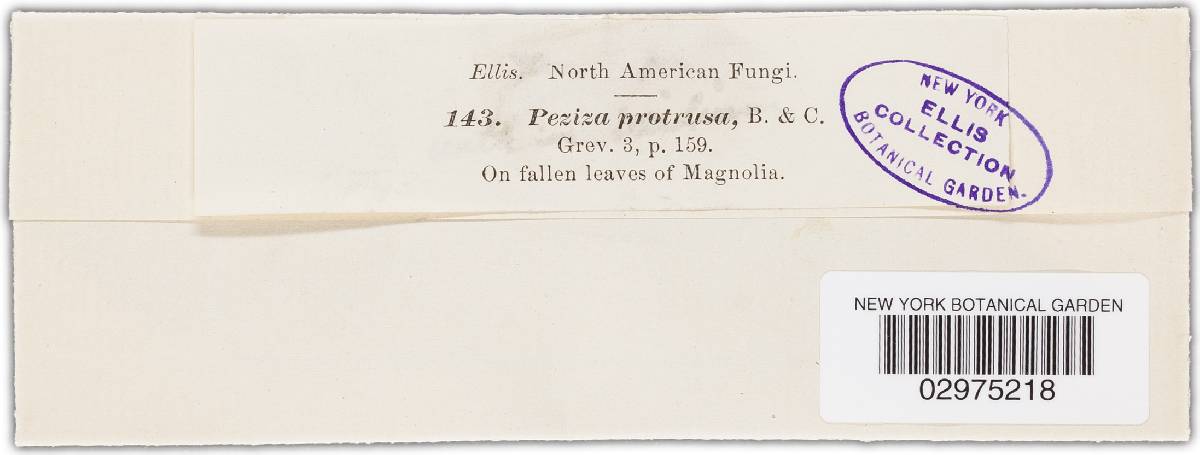 Ellis. North American Fungi.
143. Peziza protrusa, B. & C.
Grev. 3, p. 159.
On fallen leaves of Magnolia.
NEW YORK
ELLIS
COLLECTION
BOTANICAL GARDEN.
NEW YORK BOTANICAL GARDEN
02975218